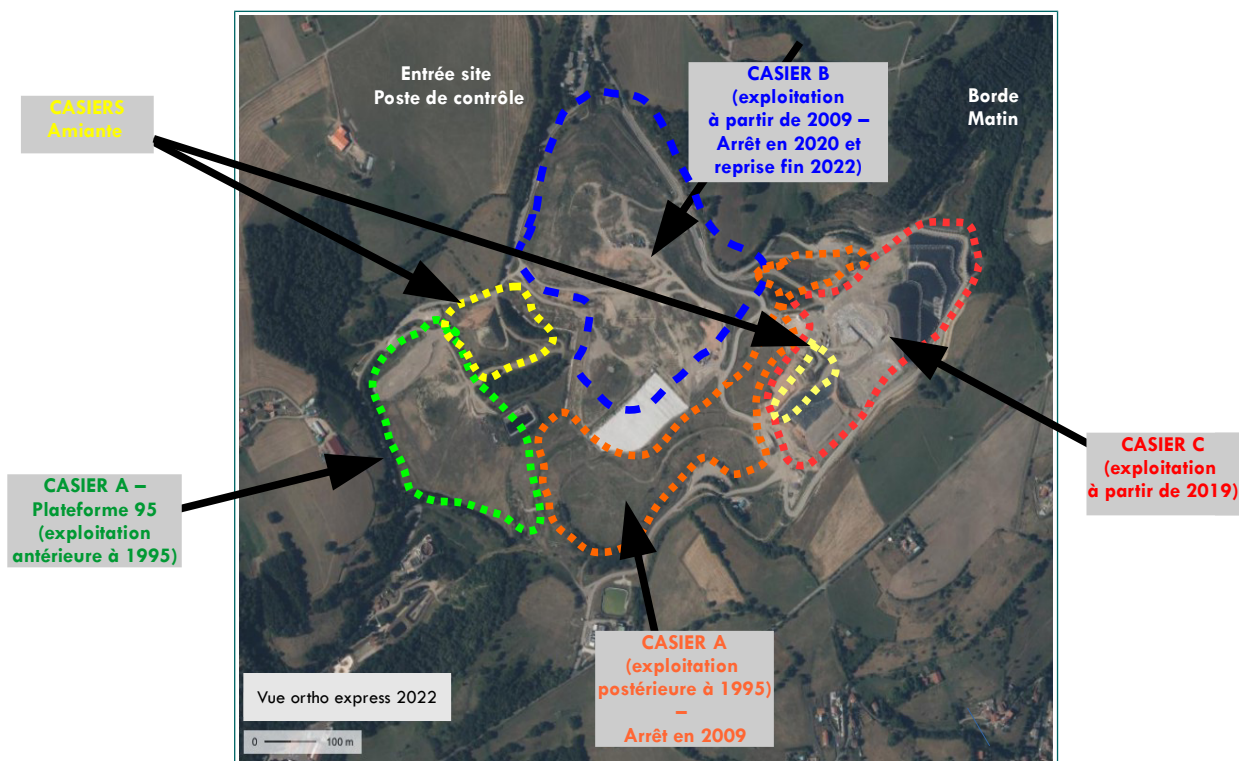 Entrée site
Poste de contrôle
CASIER B
(exploitation
à partir de 2009 –
Arrêt en 2020 et
reprise fin 2022)
Borde
Matin
CASIERS
Amiante
CASIER A –
Plateforme 95
(exploitation
antérieure à 1995)
CASIER C
(exploitation
à partir de 2019)
CASIER A
(exploitation
postérieure à 1995)
–
Arrêt en 2009
Vue ortho express 2022
0 100 m